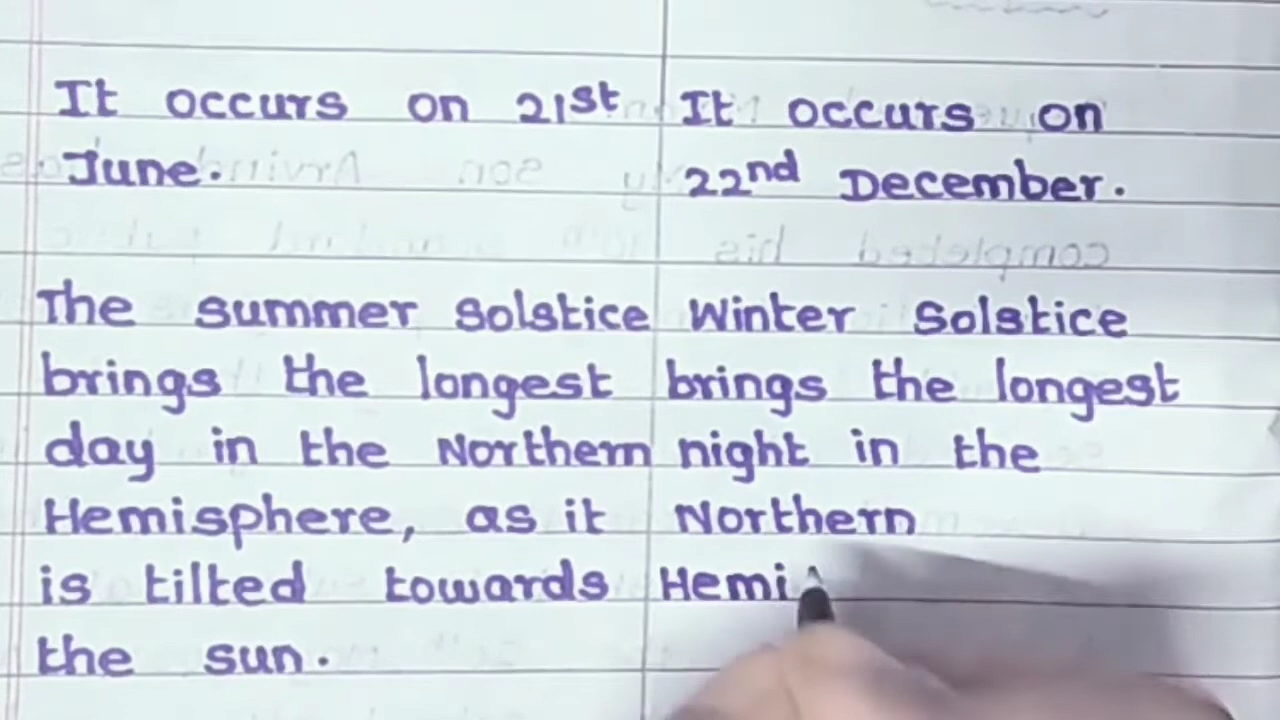 It occurs on 21st
June.
The summer solstice
brings the longest
day in the Northern
Hemisphere, as it
is tilted towards
the sun.
It occurs on
22nd December.
Winter Solstice
brings the longest
night in the
Northern
Hemi